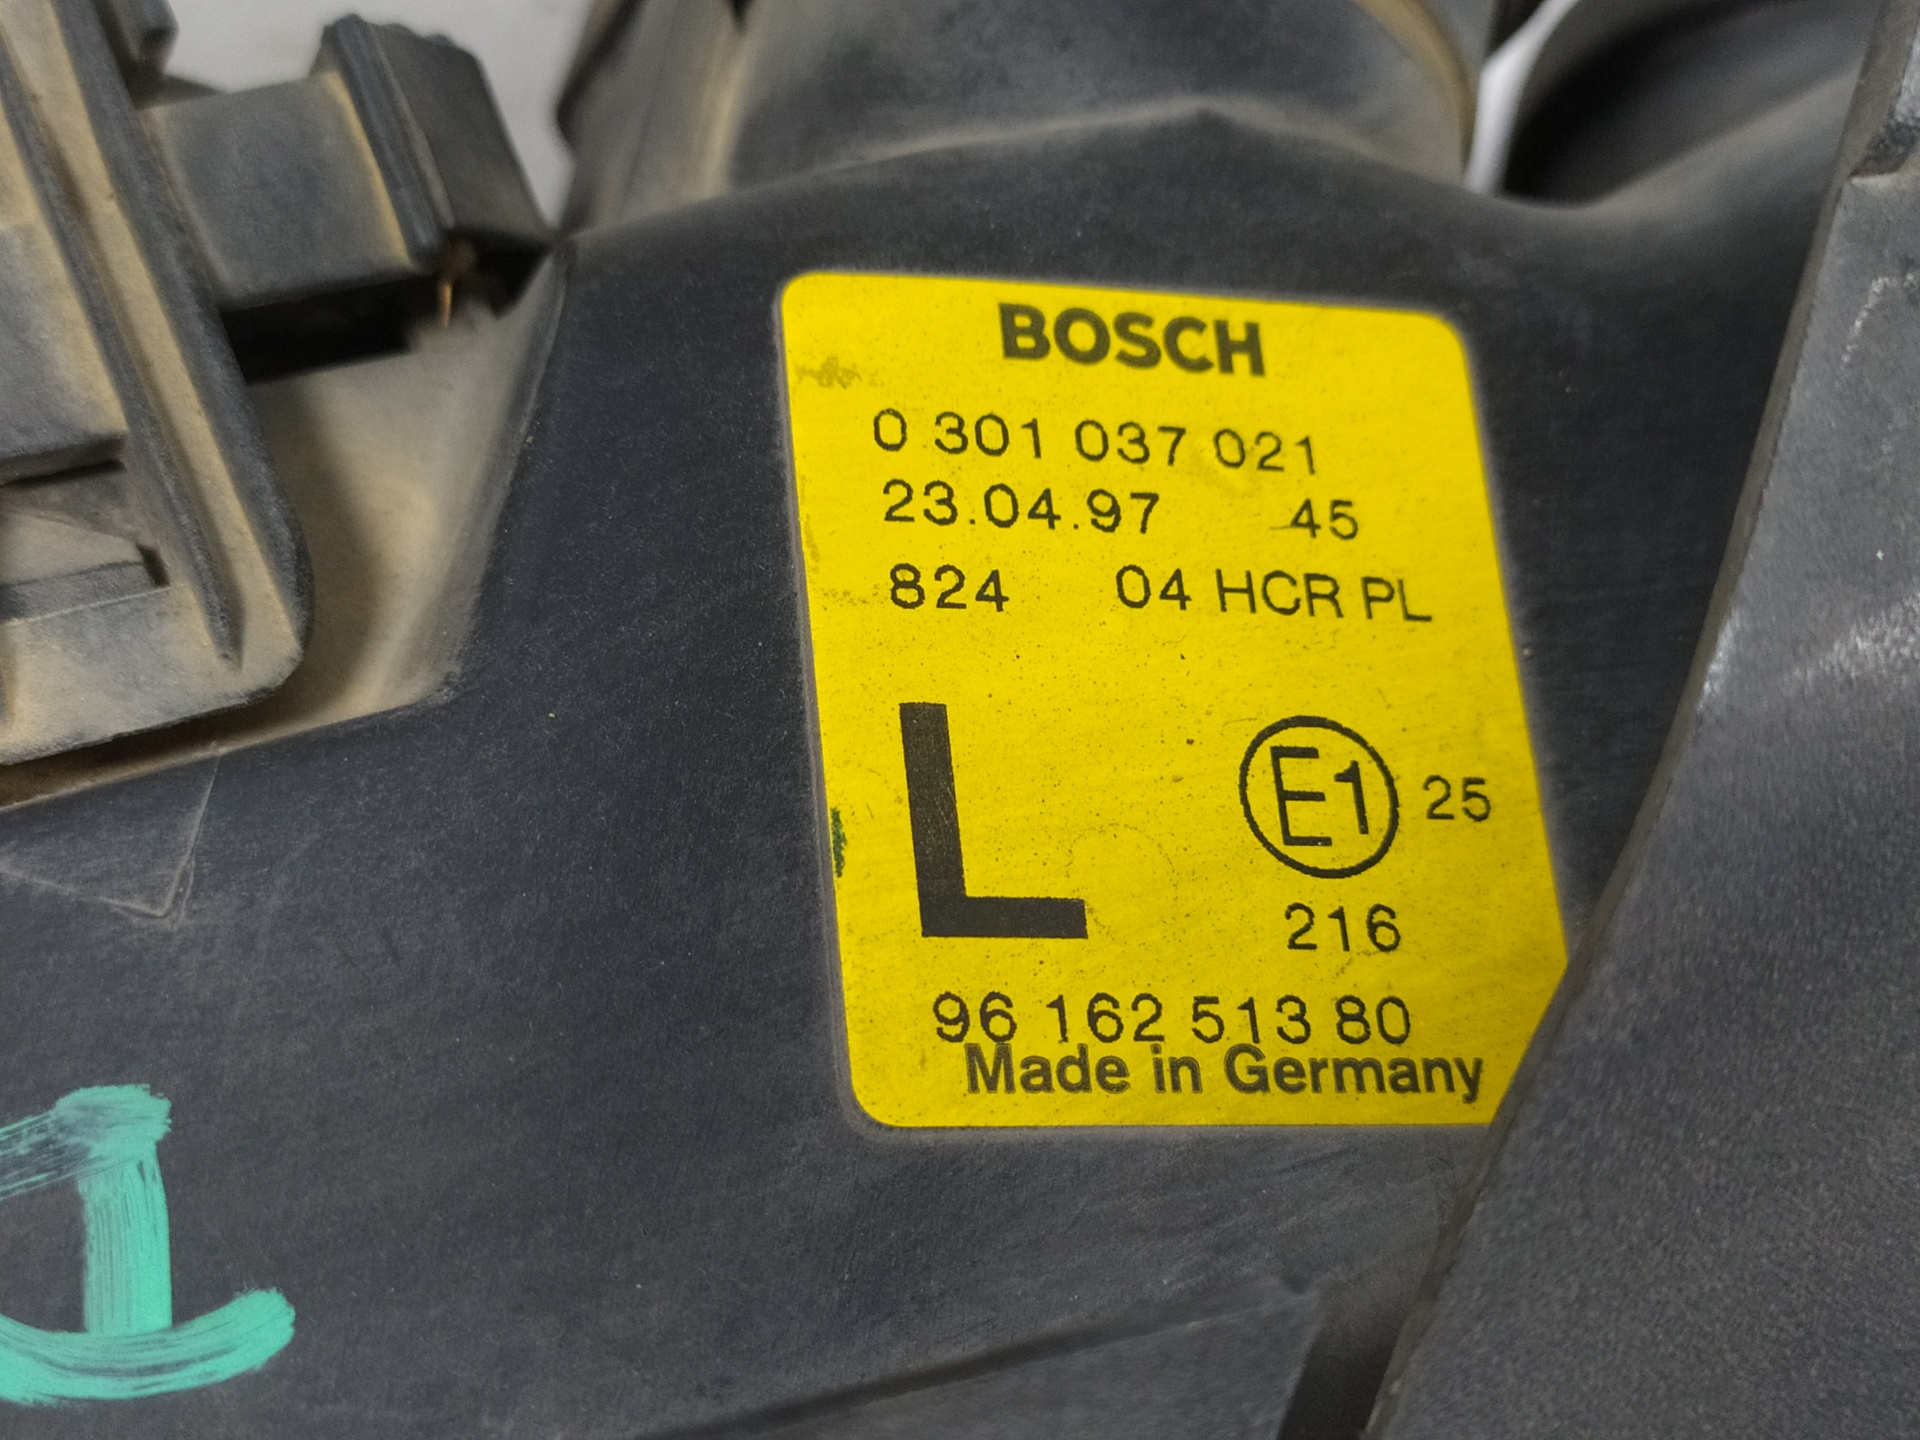 BOSCH
0 301 037 021
23.04.97 45
824 04 HCR PL
L E1 25
216
96 162 513 80
Made in Germany